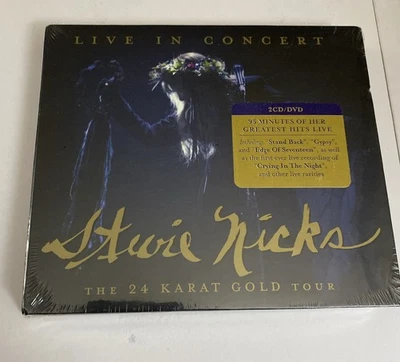 LIVE IN CONCERT
2CD/DVD
95 MINUTES OF HER
GREATEST HITS LIVE
Including "Stand Back", "Gypsy",
and "Edge Of Seventeen", as well
as the first ever live recording of
"Crying In The Night",
and other live rarities
Stevie Nicks
THE 24 KARAT GOLD TOUR